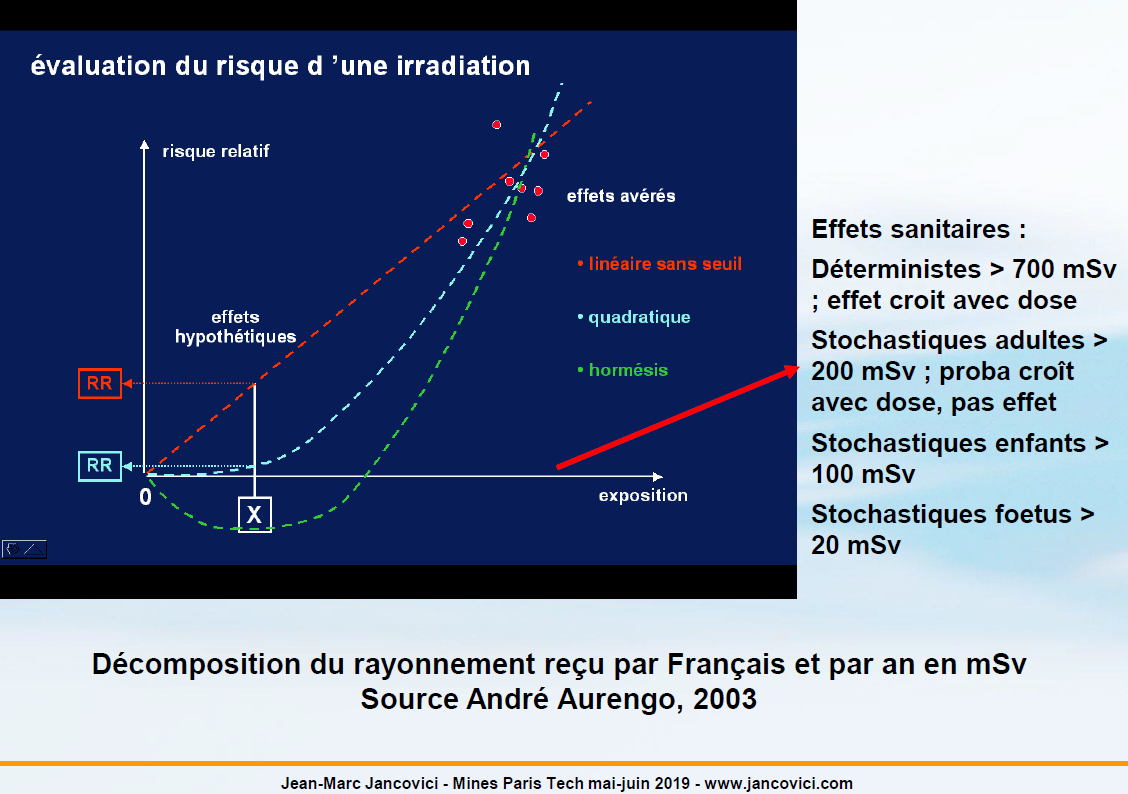 évaluation du risque d ’une irradiation
risque relatif
effets avérés
• linéaire sans seuil
• quadratique
• hormésis
effets
hypothétiques
RR
RR
0
X
exposition
Effets sanitaires :
Déterministes > 700 mSv
; effet croit avec dose
Stochastiques adultes >
200 mSv ; proba croît
avec dose, pas effet
Stochastiques enfants >
100 mSv
Stochastiques foetus >
20 mSv
Décomposition du rayonnement reçu par Français et par an en mSv
Source André Aurengo, 2003
Jean-Marc Jancovici - Mines Paris Tech mai-juin 2019 - www.jancovici.com